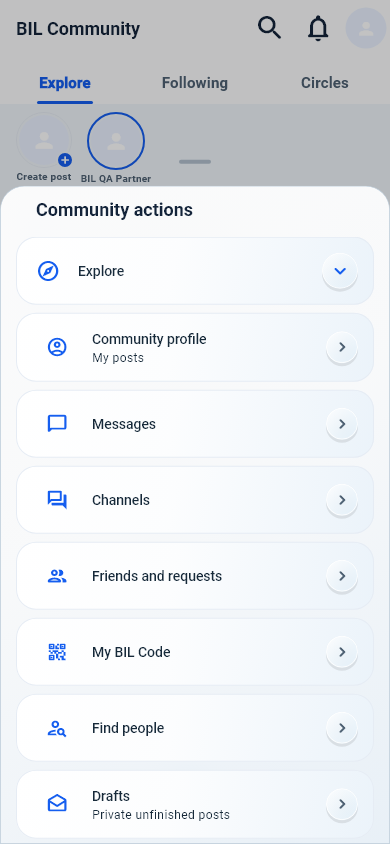 BIL Community
Explore Following Circles
Create post BIL QA Partner
Community actions
Explore
Community profile
My posts
Messages
Channels
Friends and requests
My BIL Code
Find people
Drafts
Private unfinished posts